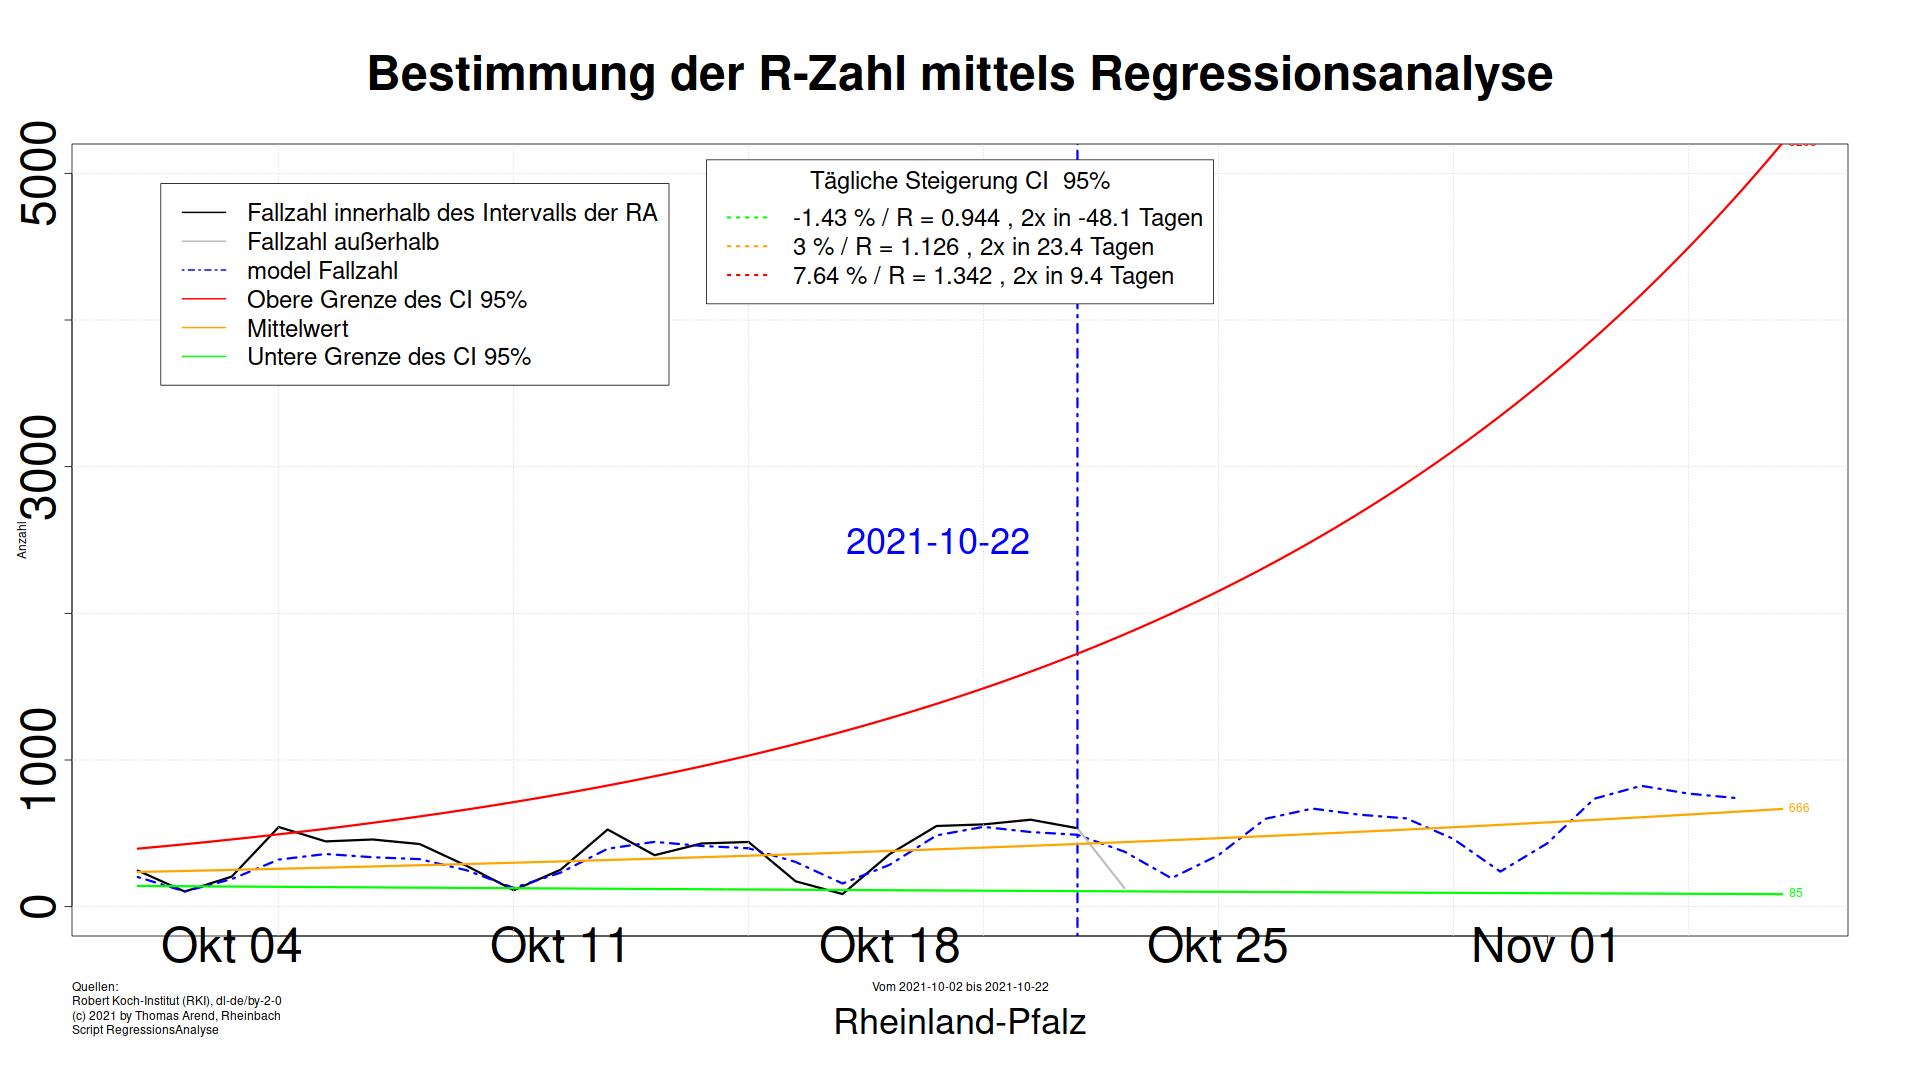 Bestimmung der R-Zahl mittels Regressionsanalyse
5000
3000
1000
0
Anzahl
Fallzahl innerhalb des Intervalls der RA
Fallzahl außerhalb
model Fallzahl
Obere Grenze des CI 95%
Mittelwert
Untere Grenze des CI 95%
Tägliche Steigerung CI 95%
-1.43 % / R = 0.944 , 2x in -48.1 Tagen
3 % / R = 1.126 , 2x in 23.4 Tagen
7.64 % / R = 1.342 , 2x in 9.4 Tagen
2021-10-22
666
85
Okt 04
Okt 11
Okt 18
Okt 25
Nov 01
Quellen:
Robert Koch-Institut (RKI), dl-de/by-2-0
(c) 2021 by Thomas Arend, Rheinbach
Script RegressionsAnalyse
Vom 2021-10-02 bis 2021-10-22
Rheinland-Pfalz